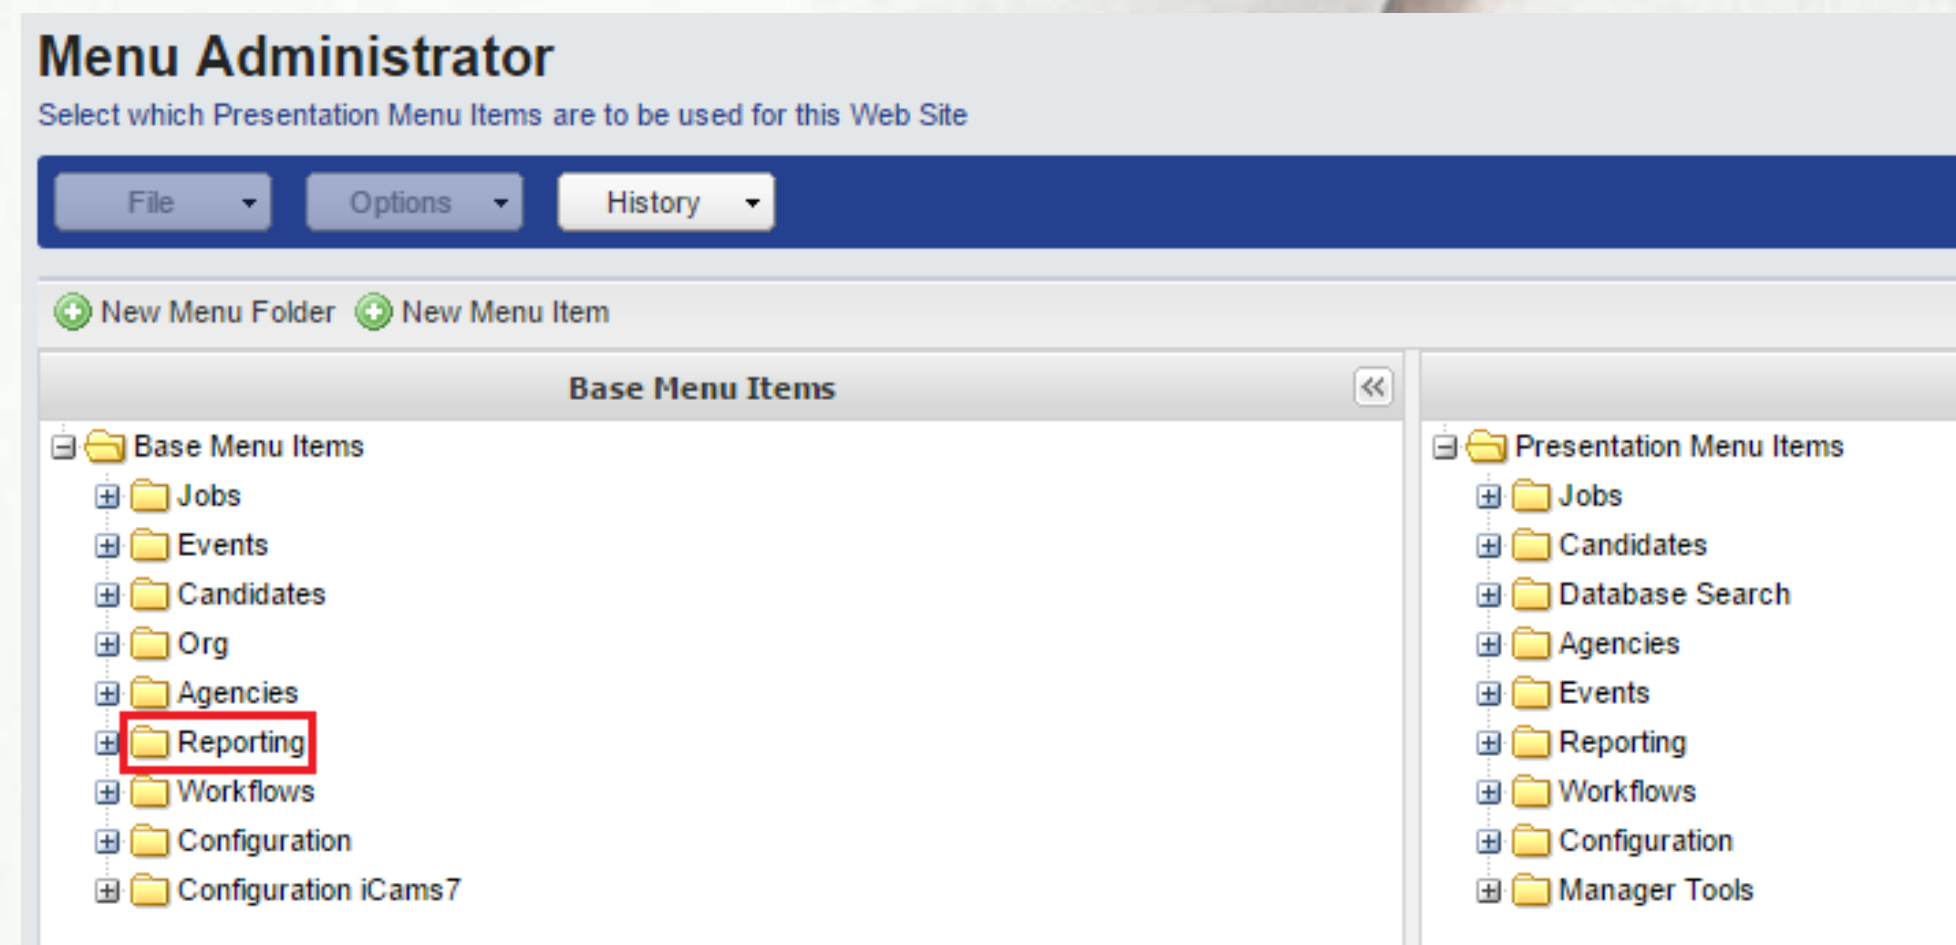 Menu Administrator
Select which Presentation Menu Items are to be used for this Web Site
File Options History
New Menu Folder New Menu Item
Base Menu Items
Base Menu Items
Jobs
Events
Candidates
Org
Agencies
Reporting
Workflows
Configuration
Configuration iCams7
Presentation Menu Items
Jobs
Candidates
Database Search
Agencies
Events
Reporting
Workflows
Configuration
Manager Tools